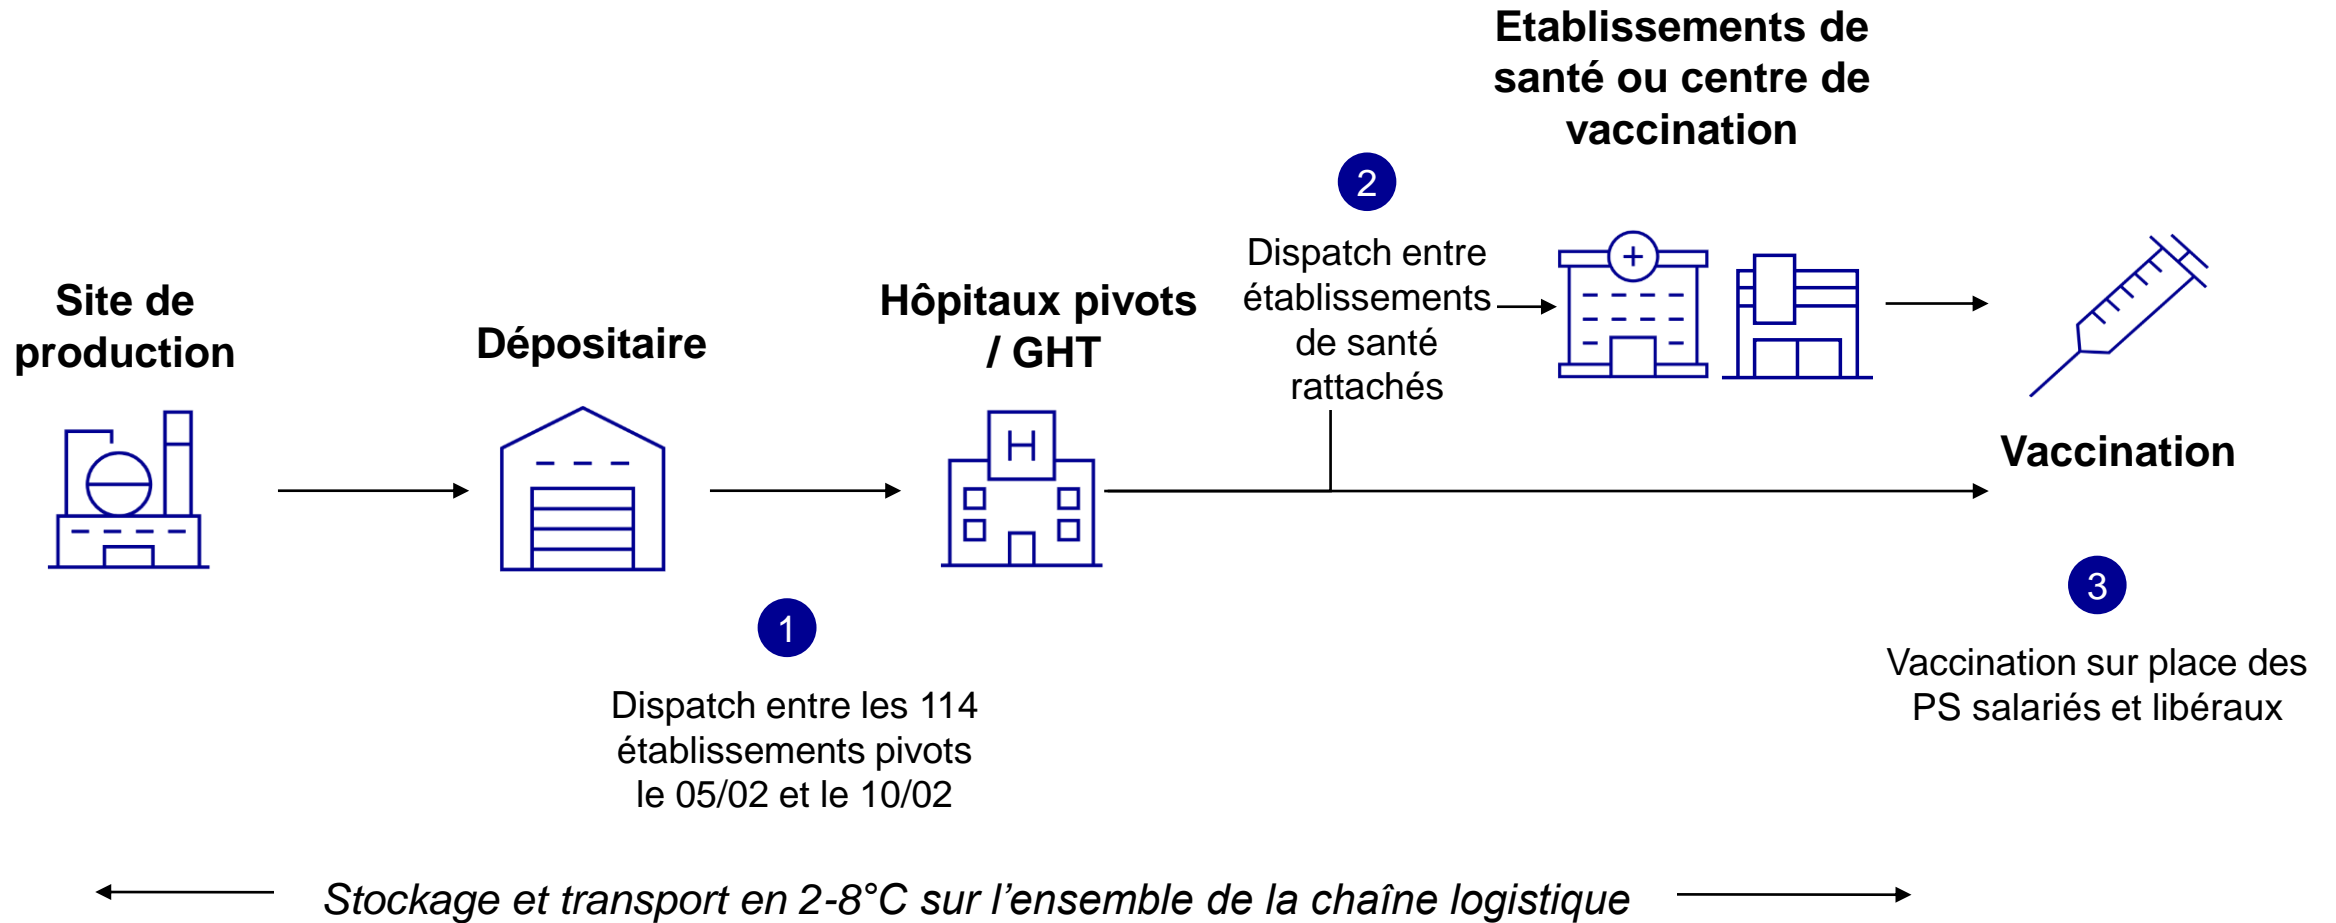 Site de
production
Dépositaire
1
Dispatch entre les 114
établissements pivots
le 05/02 et le 10/02
Hôpitaux pivots
/ GHT
H
2
Dispatch entre
établissements
de santé
rattachés
Etablissements de
santé ou centre de
vaccination
Vaccination
3
Vaccination sur place des
PS salariés et libéraux
Stockage et transport en 2-8°C sur l’ensemble de la chaîne logistique